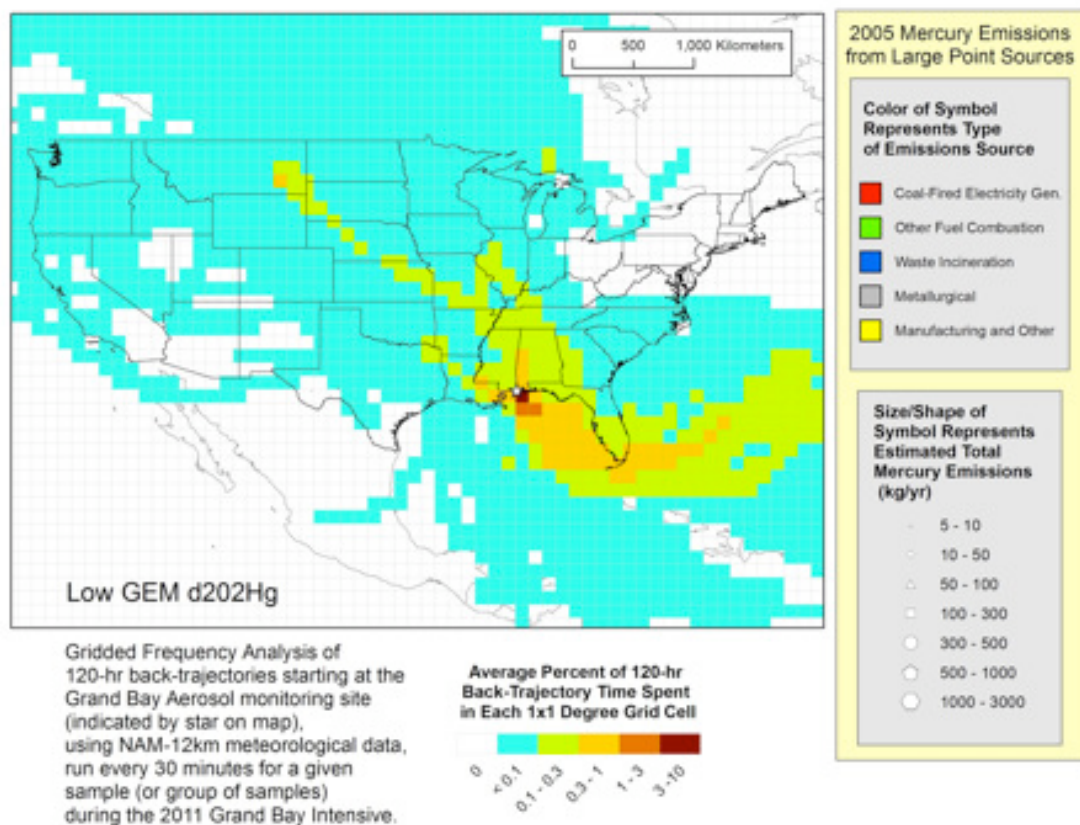 0 500 1,000 Kilometers
Low GEM d202Hg
2005 Mercury Emissions
from Large Point Sources
Color of Symbol
Represents Type
of Emissions Source
Coal-Fired Electricity Gen.
Other Fuel Combustion
Waste Incineration
Metallurgical
Manufacturing and Other
Size/Shape of
Symbol Represents
Estimated Total
Mercury Emissions
(kg/yr)
5 - 10
10 - 50
50 - 100
100 - 300
300 - 500
500 - 1000
1000 - 3000
Gridded Frequency Analysis of
120-hr back-trajectories starting at the
Grand Bay Aerosol monitoring site
(indicated by star on map),
using NAM-12km meteorological data,
run every 30 minutes for a given
sample (or group of samples)
during the 2011 Grand Bay Intensive.
Average Percent of 120-hr
Back-Trajectory Time Spent
in Each 1x1 Degree Grid Cell
0
< 0.1
0.1 - 0.3
0.3 - 1
1 - 3
3 -10